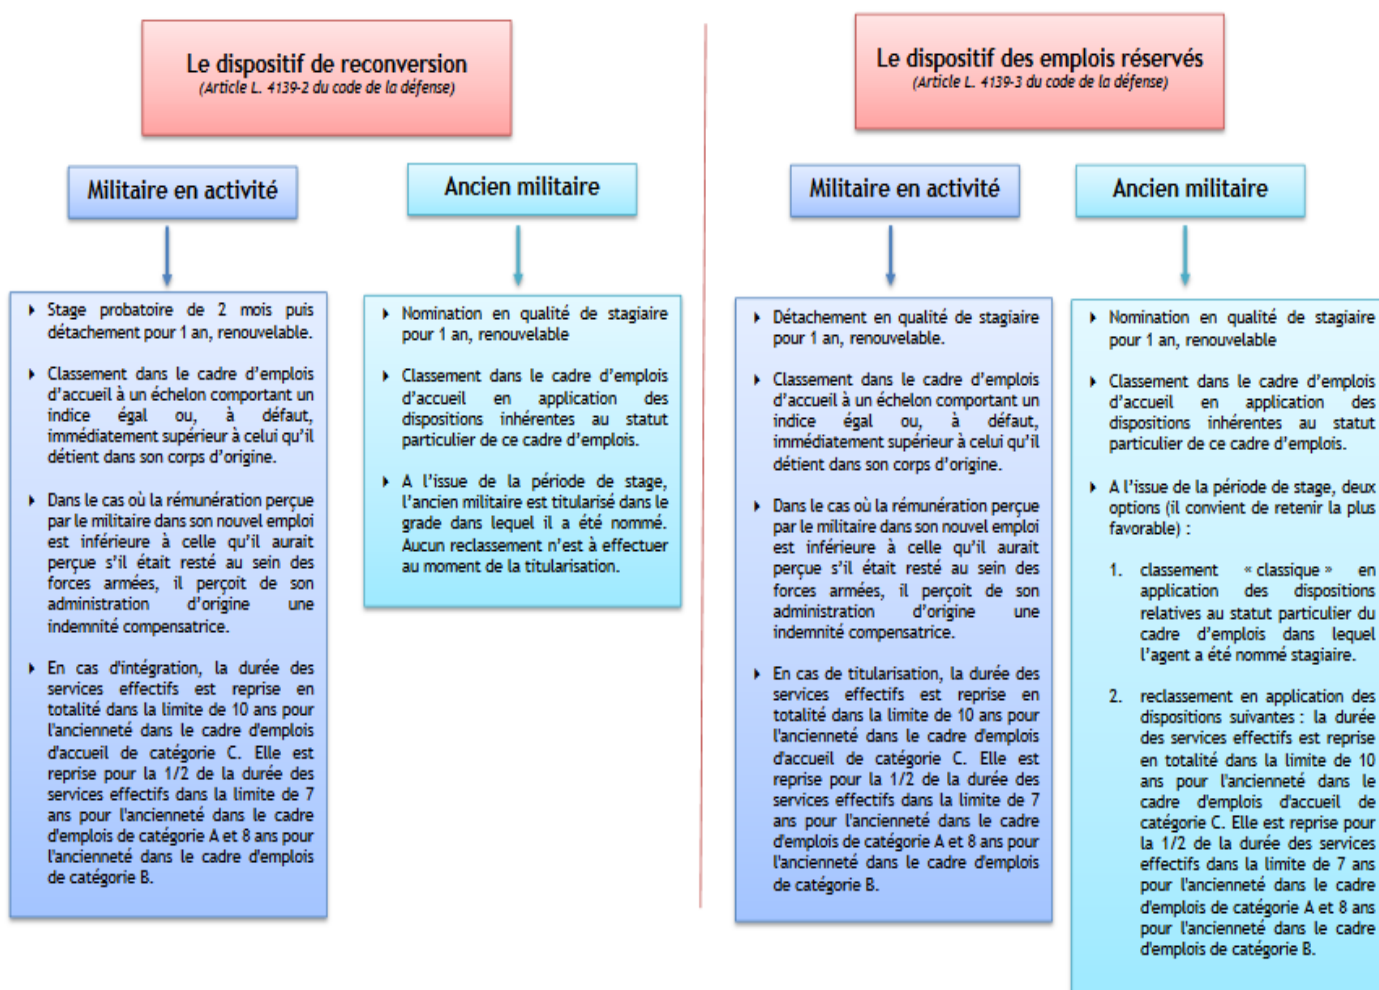 Le dispositif de reconversion
(Article L. 4139-2 du code de la défense)
Militaire en activité
Stage probatoire de 2 mois puis
détachement pour 1 an, renouvelable.
Classement dans le cadre d'emplois
d'accueil à un échelon comportant un
indice égal ou, à défaut,
immédiatement supérieur à celui qu'il
détient dans son corps d'origine.
Dans le cas où la rémunération perçue
par le militaire dans son nouvel emploi
est inférieure à celle qu'il aurait
perçue s'il était resté au sein des
forces armées, il perçoit de son
administration d'origine une
indemnité compensatrice.
En cas d'intégration, la durée des
services effectifs est reprise en
totalité dans la limite de 10 ans pour
l'ancienneté dans le cadre d'emplois
d'accueil de catégorie C. Elle est
reprise pour la 1/2 de la durée des
services effectifs dans la limite de 7
ans pour l'ancienneté dans le cadre
d'emplois de catégorie A et 8 ans pour
l'ancienneté dans le cadre d'emplois
de catégorie B.
Ancien militaire
Nomination en qualité de stagiaire
pour 1 an, renouvelable
Classement dans le cadre d'emplois
d'accueil en application des
dispositions inhérentes au statut
particulier de ce cadre d'emplois.
A l'issue de la période de stage,
l'ancien militaire est titularisé dans le
grade dans lequel il a été nommé.
Aucun reclassement n'est à effectuer
au moment de la titularisation.
Le dispositif des emplois réservés
(Article L. 4139-3 du code de la défense)
Militaire en activité
Détachement en qualité de stagiaire
pour 1 an, renouvelable.
Classement dans le cadre d'emplois
d'accueil à un échelon comportant un
indice égal ou, à défaut,
immédiatement supérieur à celui qu'il
détient dans son corps d'origine.
Dans le cas où la rémunération perçue
par le militaire dans son nouvel emploi
est inférieure à celle qu'il aurait
perçue s'il était resté au sein des
forces armées, il perçoit de son
administration d'origine une
indemnité compensatrice.
En cas de titularisation, la durée des
services effectifs est reprise en
totalité dans la limite de 10 ans pour
l'ancienneté dans le cadre d'emplois
d'accueil de catégorie C. Elle est
reprise pour la 1/2 de la durée des
services effectifs dans la limite de 7
ans pour l'ancienneté dans le cadre
d'emplois de catégorie A et 8 ans pour
l'ancienneté dans le cadre d'emplois
de catégorie B.
Ancien militaire
Nomination en qualité de stagiaire
pour 1 an, renouvelable
Classement dans le cadre d'emplois
d'accueil en application des
dispositions inhérentes au statut
particulier de ce cadre d'emplois.
A l'issue de la période de stage, deux
options (il convient de retenir la plus
favorable) :
1. classement « classique » en
application des dispositions
relatives au statut particulier du
cadre d'emplois dans lequel
l'agent a été nommé stagiaire.
2. reclassement en application des
dispositions suivantes : la durée
des services effectifs est reprise
en totalité dans la limite de 10
ans pour l'ancienneté dans le
cadre d'emplois d'accueil de
catégorie C. Elle est reprise pour
la 1/2 de la durée des services
effectifs dans la limite de 7 ans
pour l'ancienneté dans le cadre
d'emplois de catégorie A et 8 ans
pour l'ancienneté dans le cadre
d'emplois de catégorie B.